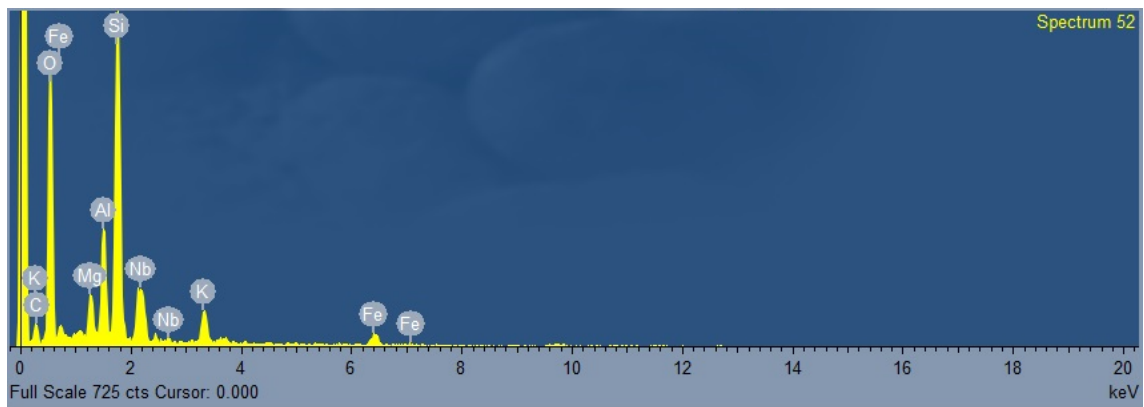 Spectrum 52
Fe
Si
O
Al
K
Mg
Nb
C
Nb
K
Fe
Fe
0 2 4 6 8 10 12 14 16 18 20
Full Scale 725 cts Cursor: 0.000 keV